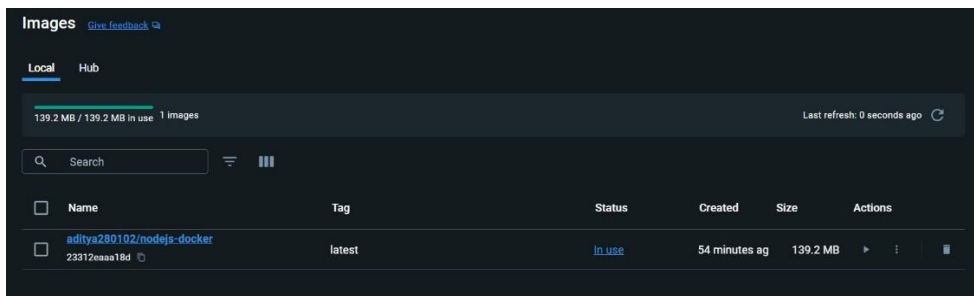 Images Give feedback
Local Hub
139.2 MB / 139.2 MB in use 1 images Last refresh: 0 seconds ago
Search
Name Tag Status Created Size Actions
aditya280102/nodejs-docker
23312eaaa18d latest In use 54 minutes ag 139.2 MB